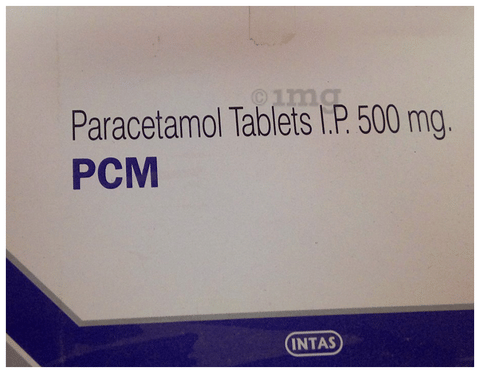 © 1mg
Paracetamol Tablets I.P. 500 mg.
PCM
INTAS